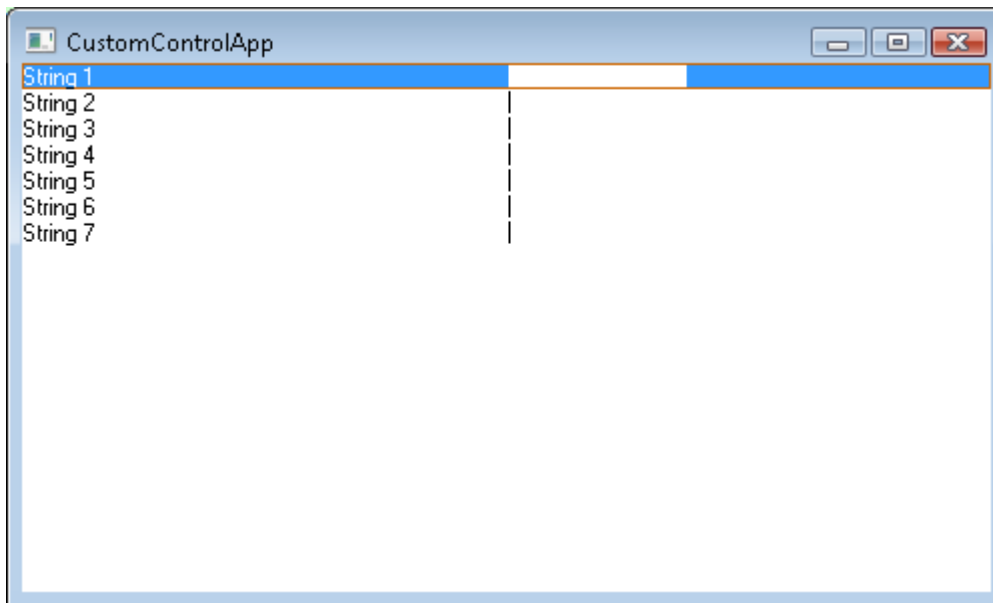 CustomControlApp
String 1
String 2
String 3
String 4
String 5
String 6
String 7